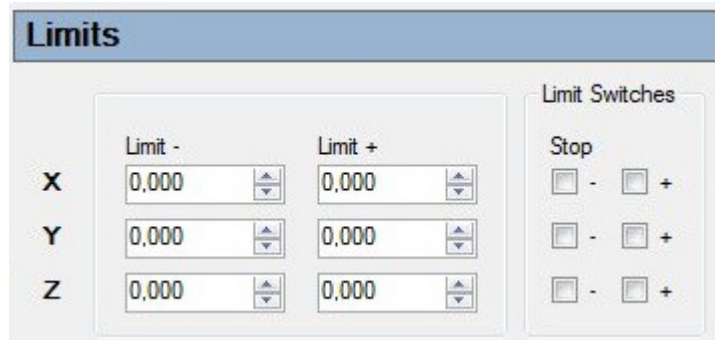 Limits
Limit Switches
Limit - Limit + Stop
X 0,000 0,000 - +
Y 0,000 0,000 - +
Z 0,000 0,000 - +